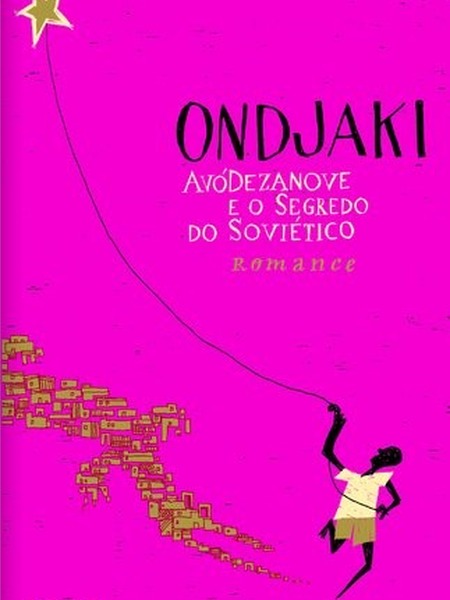 ONDJAKI
AVÓDEZANOVE
E O SEGREDO
DO SOVIÉTICO
Romance